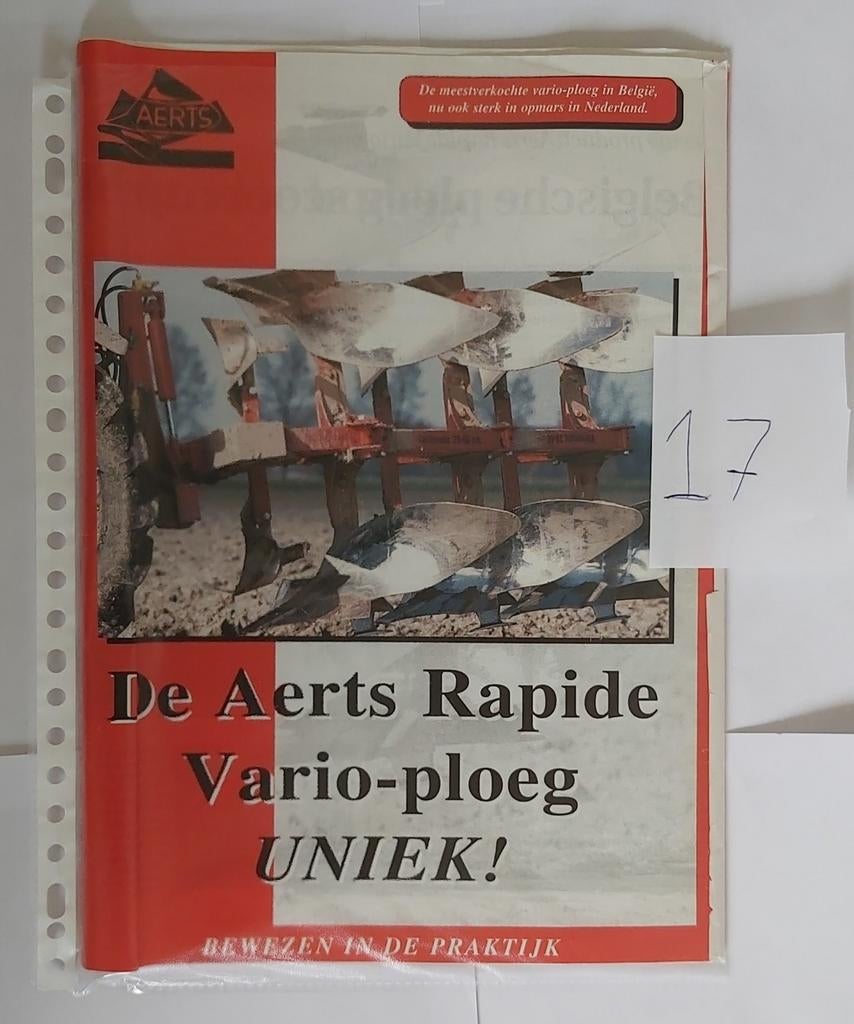 AERTS
De meestverkochte vario-ploeg in België,
nu ook sterk in opmars in Nederland.
17
De Aerts Rapide
Vario-ploeg
UNIEK!
BEWEZEN IN DE PRAKTIJK